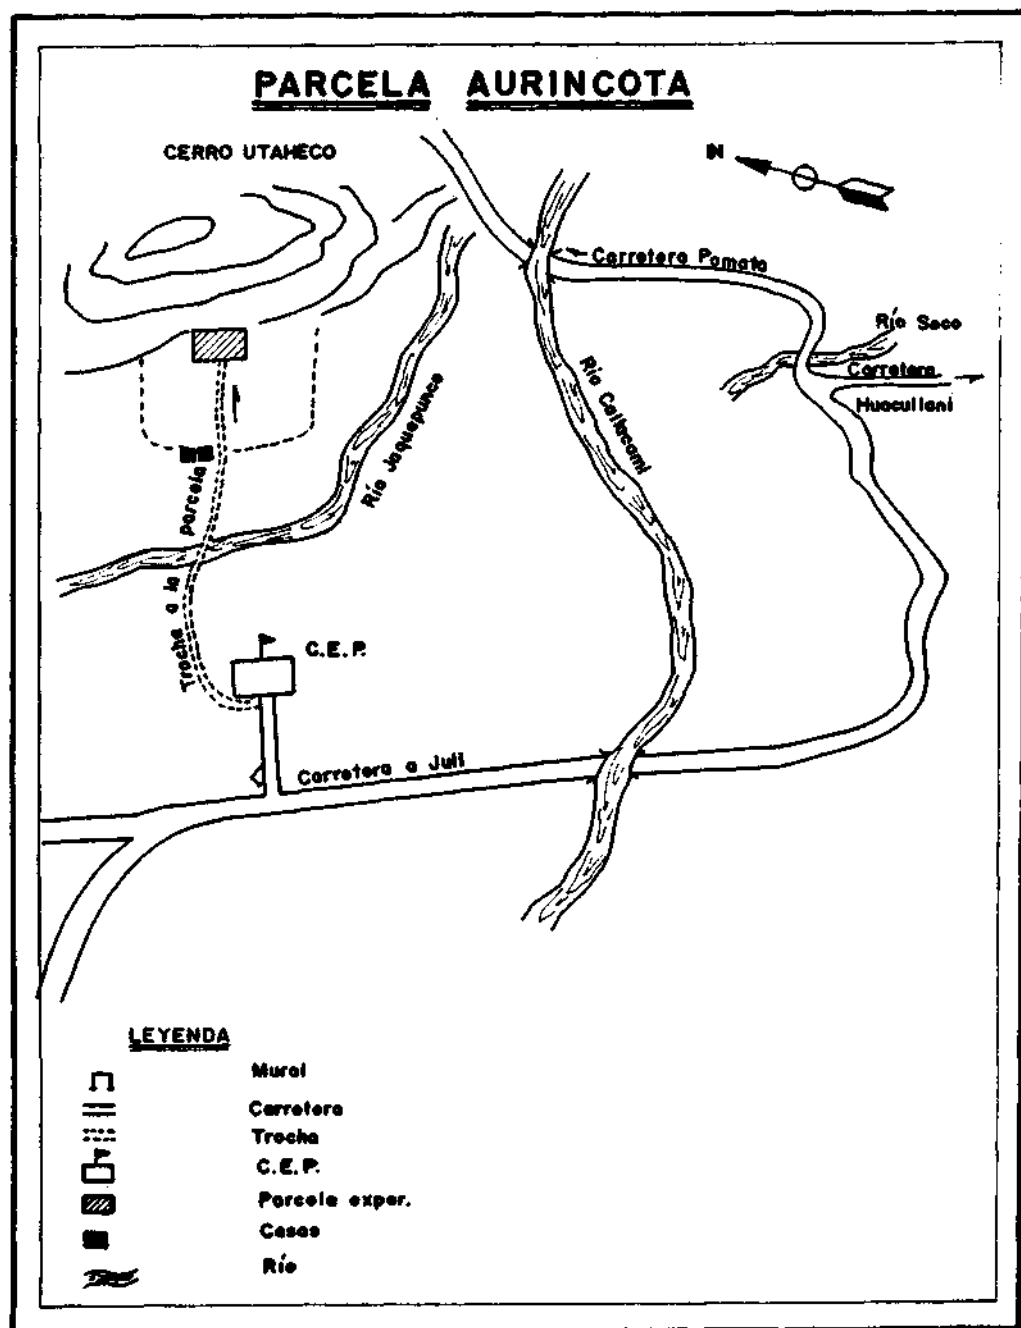 PARCELA AURINCOTA
CERRO UTAHECO
N
Carretera Pomata
Río Seco
Carretera
Huacullani
Río Callacami
Río Jaquepunco
Trocha a la parcela
C.E.P.
Carretera a Juli
LEYENDA
Mural
Carretera
Trocha
C.E.P.
Parcela exper.
Casas
Río